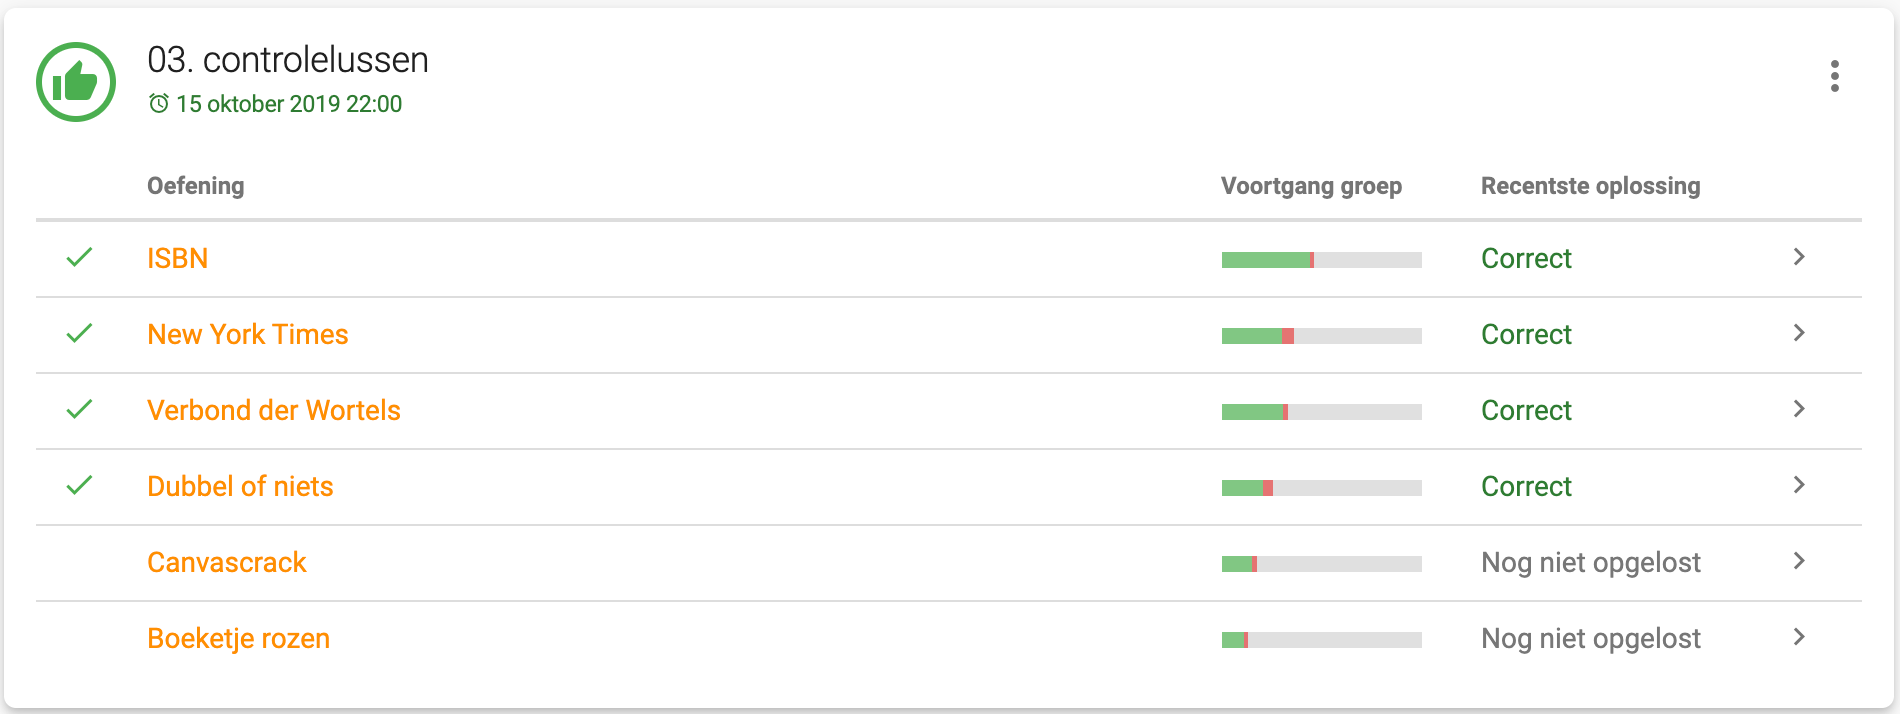 03. controlelussen
15 oktober 2019 22:00
Oefening Voortgang groep Recentste oplossing
ISBN Correct
New York Times Correct
Verbond der Wortels Correct
Dubbel of niets Correct
Canvascrack Nog niet opgelost
Boeketje rozen Nog niet opgelost